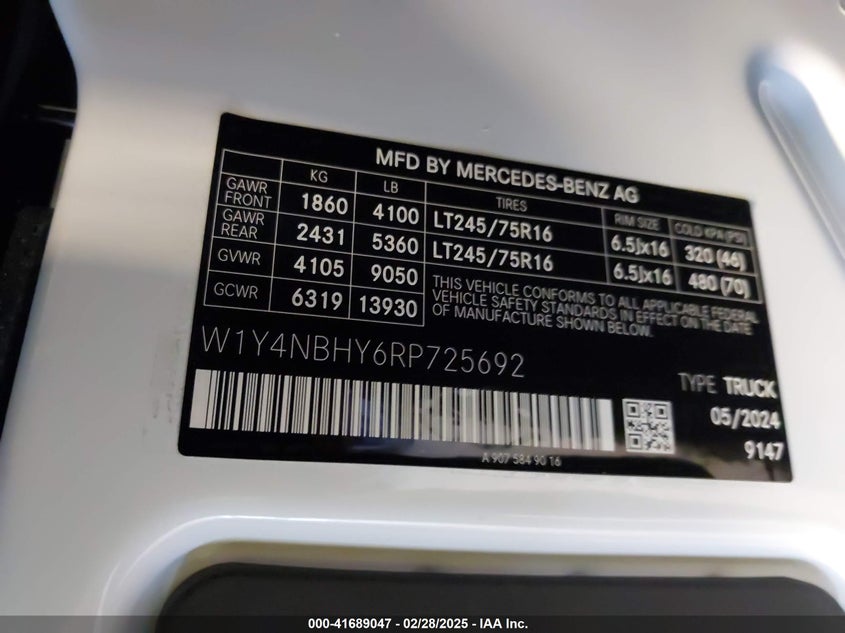 MFD BY MERCEDES-BENZ AG
KG LB TIRES RIM SIZE COLD KPA (PSI)
GAWR FRONT 1860 4100 LT245/75R16 6.5Jx16 320 (46)
GAWR REAR 2431 5360 LT245/75R16 6.5Jx16 480 (70)
GVWR 4105 9050
GCWR 6319 13930
THIS VEHICLE CONFORMS TO ALL APPLICABLE FEDERAL
VEHICLE SAFETY STANDARDS IN EFFECT ON THE DATE
OF MANUFACTURE SHOWN BELOW.
W1Y4NBHY6RP725692
TYPE TRUCK
05/2024
9147
A 907 584 90 16
000-41689047 / 02/28/2025 — IAA Inc.